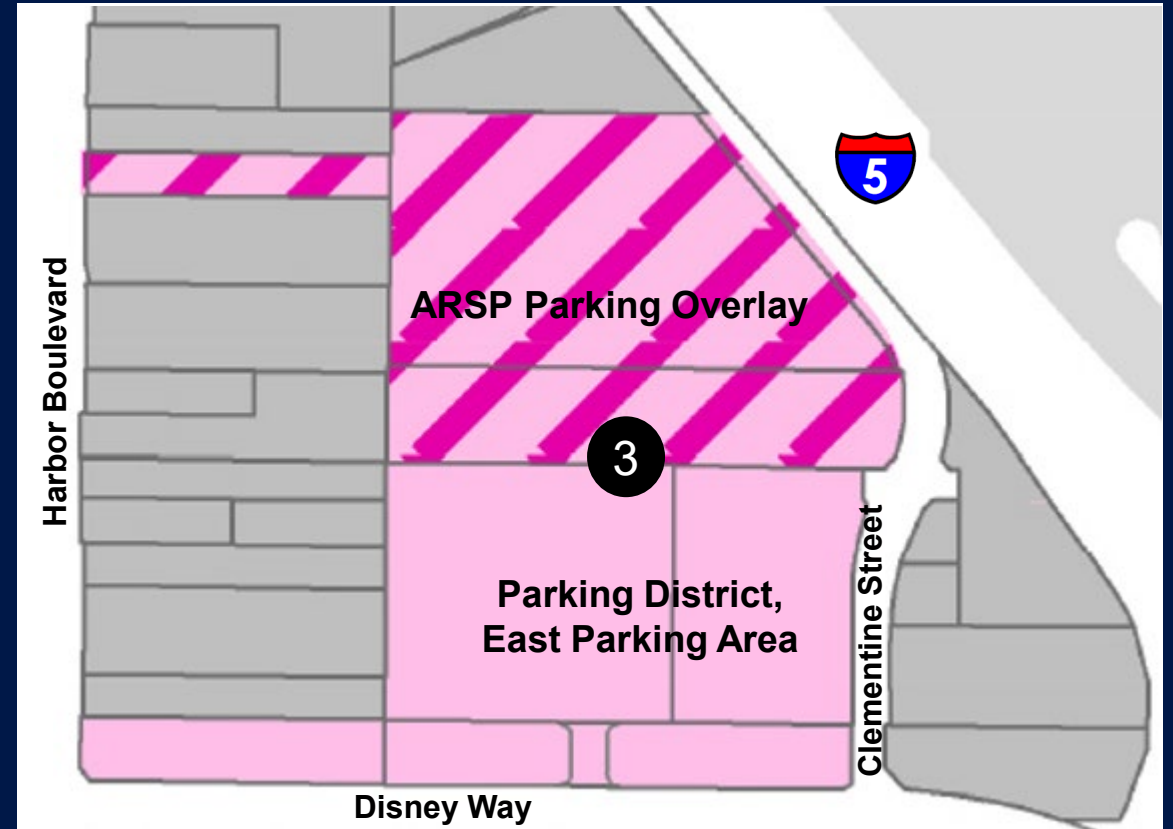 5
Harbor Boulevard
ARSP Parking Overlay
3
Parking District,
East Parking Area
Clementine Street
Disney Way